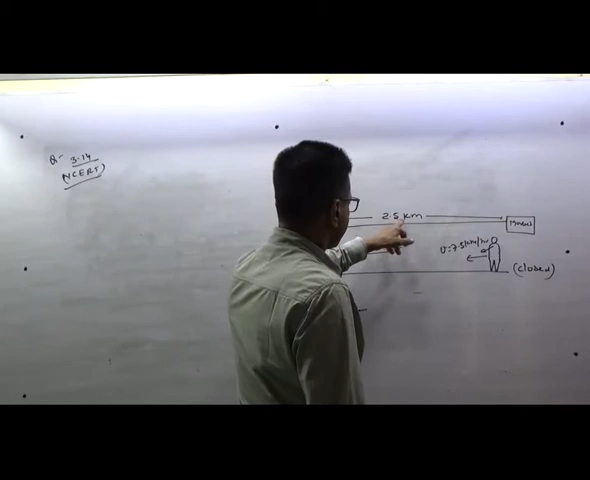 Q:- 3.14
(NCERT)
2.5 km
Market
v=7.5km/hr
(closed)